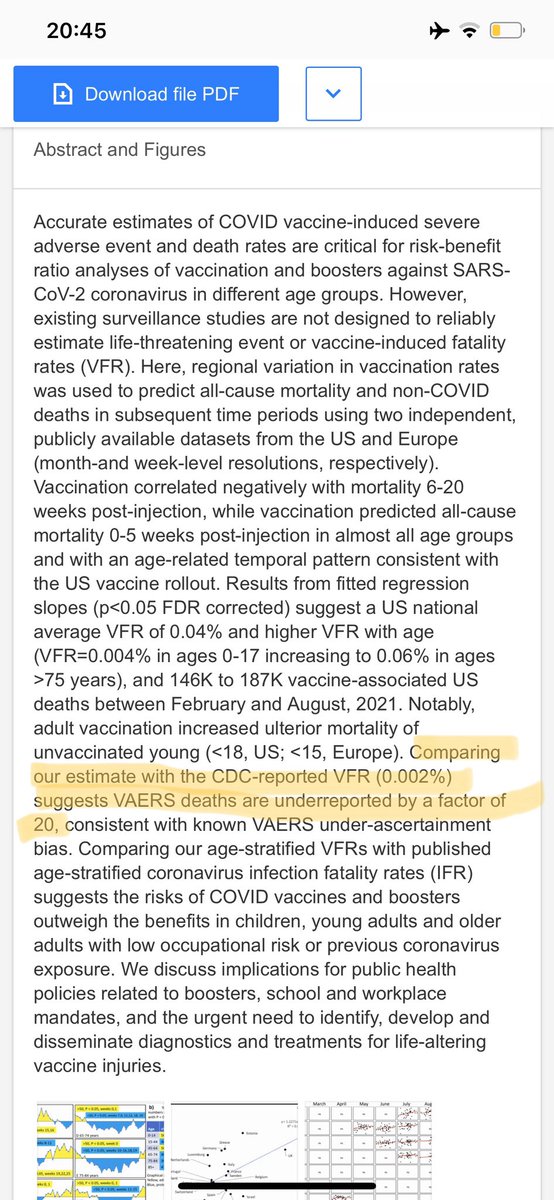 20:45
Download file PDF
Abstract and Figures
Accurate estimates of COVID vaccine-induced severe
adverse event and death rates are critical for risk-benefit
ratio analyses of vaccination and boosters against SARS-
CoV-2 coronavirus in different age groups. However,
existing surveillance studies are not designed to reliably
estimate life-threatening event or vaccine-induced fatality
rates (VFR). Here, regional variation in vaccination rates
was used to predict all-cause mortality and non-COVID
deaths in subsequent time periods using two independent,
publicly available datasets from the US and Europe
(month-and week-level resolutions, respectively).
Vaccination correlated negatively with mortality 6-20
weeks post-injection, while vaccination predicted all-cause
mortality 0-5 weeks post-injection in almost all age groups
and with an age-related temporal pattern consistent with
the US vaccine rollout. Results from fitted regression
slopes (p<0.05 FDR corrected) suggest a US national
average VFR of 0.04% and higher VFR with age
(VFR=0.004% in ages 0-17 increasing to 0.06% in ages
>75 years), and 146K to 187K vaccine-associated US
deaths between February and August, 2021. Notably,
adult vaccination increased ulterior mortality of
unvaccinated young (<18, US; <15, Europe). Comparing
our estimate with the CDC-reported VFR (0.002%)
suggests VAERS deaths are underreported by a factor of
20, consistent with known VAERS under-ascertainment
bias. Comparing our age-stratified VFRs with published
age-stratified coronavirus infection fatality rates (IFR)
suggests the risks of COVID vaccines and boosters
outweigh the benefits in children, young adults and older
adults with low occupational risk or previous coronavirus
exposure. We discuss implications for public health
policies related to boosters, school and workplace
mandates, and the urgent need to identify, develop and
disseminate diagnostics and treatments for life-altering
vaccine injuries.
March April May June July